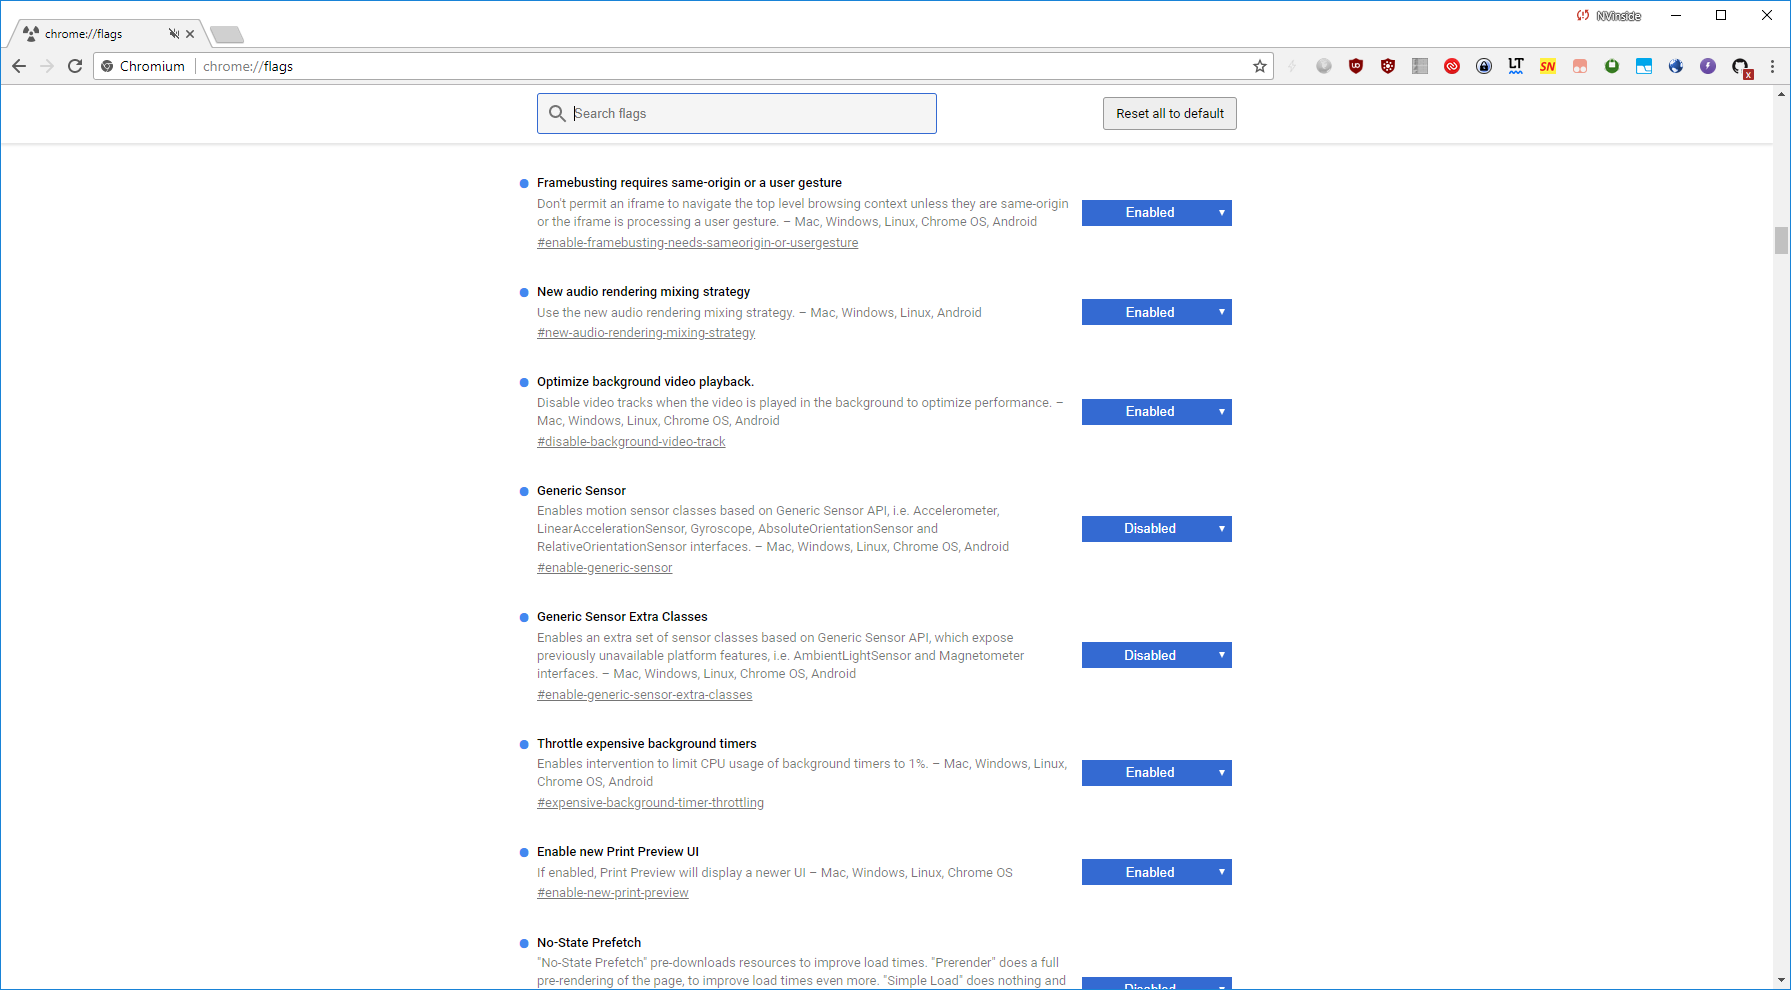 NVinside
chrome://flags
Chromium chrome://flags
UD LT SN x
Search flags
Reset all to default
Framebusting requires same-origin or a user gesture
Don't permit an iframe to navigate the top level browsing context unless they are same-origin
or the iframe is processing a user gesture. – Mac, Windows, Linux, Chrome OS, Android
#enable-framebusting-needs-sameorigin-or-usergesture
Enabled
New audio rendering mixing strategy
Use the new audio rendering mixing strategy. – Mac, Windows, Linux, Android
#new-audio-rendering-mixing-strategy
Enabled
Optimize background video playback.
Disable video tracks when the video is played in the background to optimize performance. –
Mac, Windows, Linux, Chrome OS, Android
#disable-background-video-track
Enabled
Generic Sensor
Enables motion sensor classes based on Generic Sensor API, i.e. Accelerometer,
LinearAccelerationSensor, Gyroscope, AbsoluteOrientationSensor and
RelativeOrientationSensor interfaces. – Mac, Windows, Linux, Chrome OS, Android
#enable-generic-sensor
Disabled
Generic Sensor Extra Classes
Enables an extra set of sensor classes based on Generic Sensor API, which expose
previously unavailable platform features, i.e. AmbientLightSensor and Magnetometer
interfaces. – Mac, Windows, Linux, Chrome OS, Android
#enable-generic-sensor-extra-classes
Disabled
Throttle expensive background timers
Enables intervention to limit CPU usage of background timers to 1%. – Mac, Windows, Linux,
Chrome OS, Android
#expensive-background-timer-throttling
Enabled
Enable new Print Preview UI
If enabled, Print Preview will display a newer UI – Mac, Windows, Linux, Chrome OS
#enable-new-print-preview
Enabled
No-State Prefetch
"No-State Prefetch" pre-downloads resources to improve load times. "Prerender" does a full
pre-rendering of the page, to improve load times even more. "Simple Load" does nothing and
Disabled